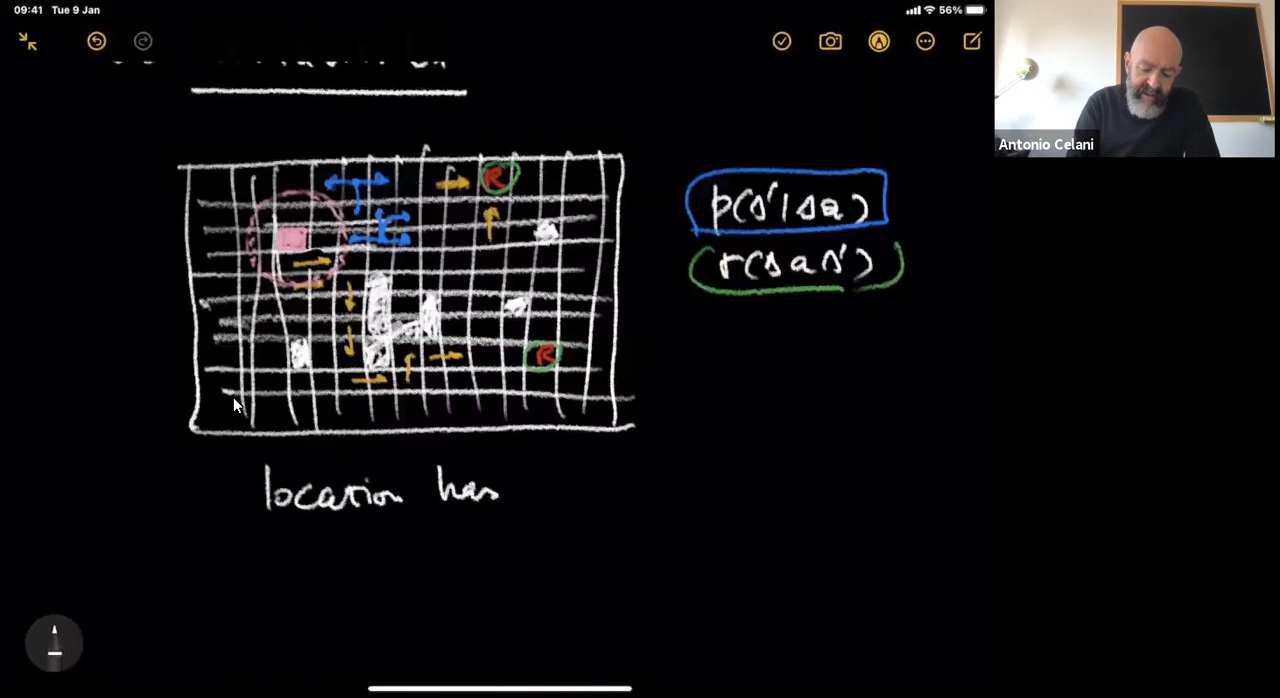 09:41 Tue 9 Jan
56%
Antonio Celani
R
p(s'|sa)
r(sas')
R
location has